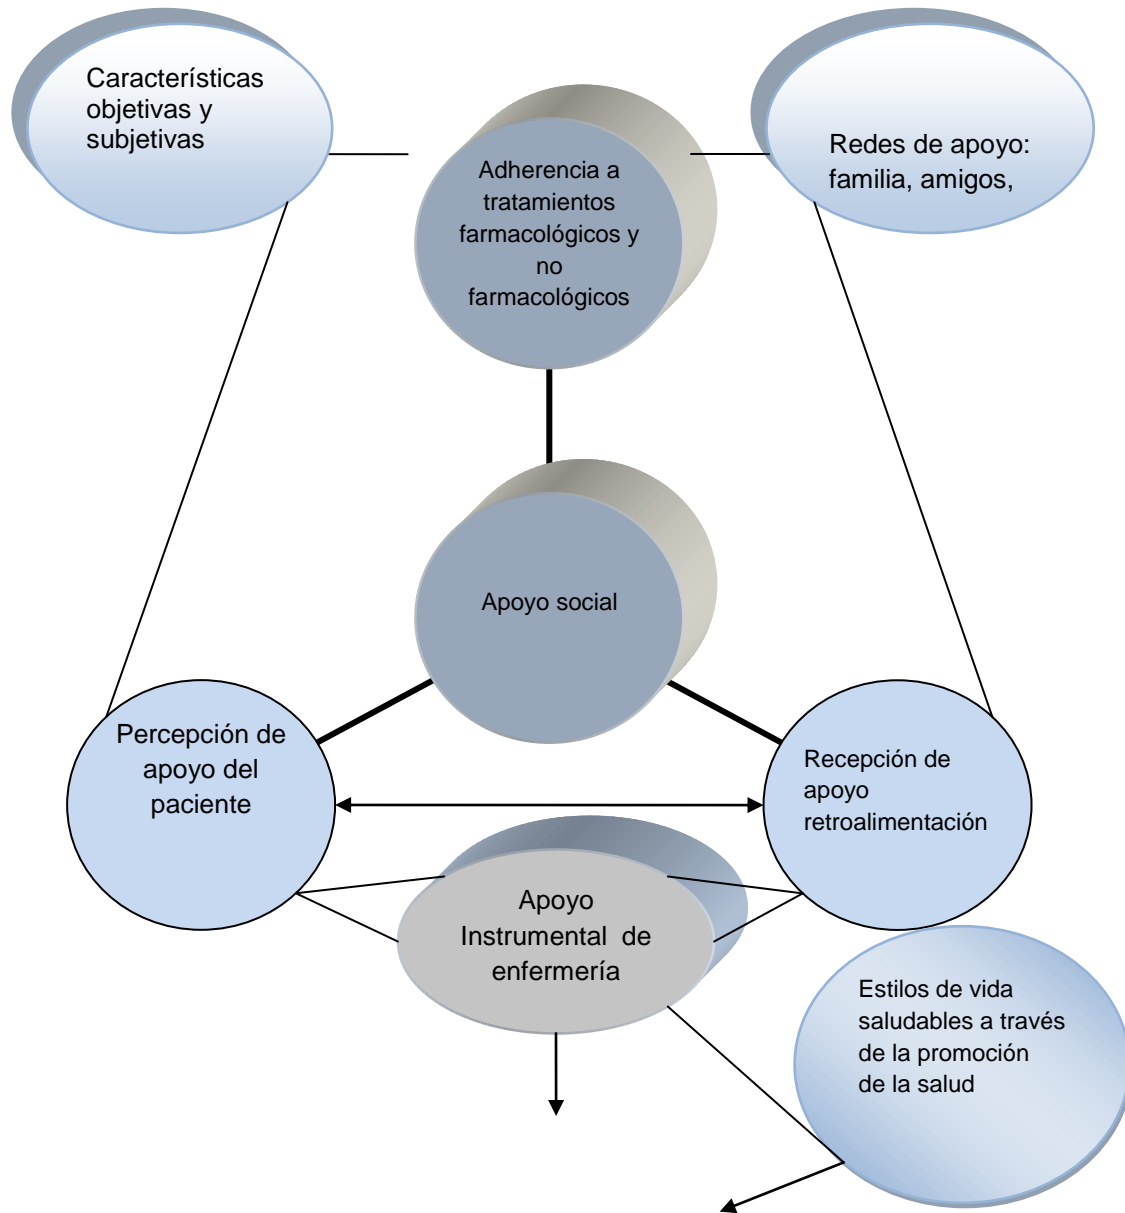 Características
objetivas y
subjetivas
Redes de apoyo:
familia, amigos,
Adherencia a
tratamientos
farmacológicos y
no
farmacológicos
Apoyo social
Percepción de
apoyo del
paciente
Recepción de
apoyo
retroalimentación
Apoyo
Instrumental de
enfermería
Estilos de vida
saludables a través
de la promoción
de la salud